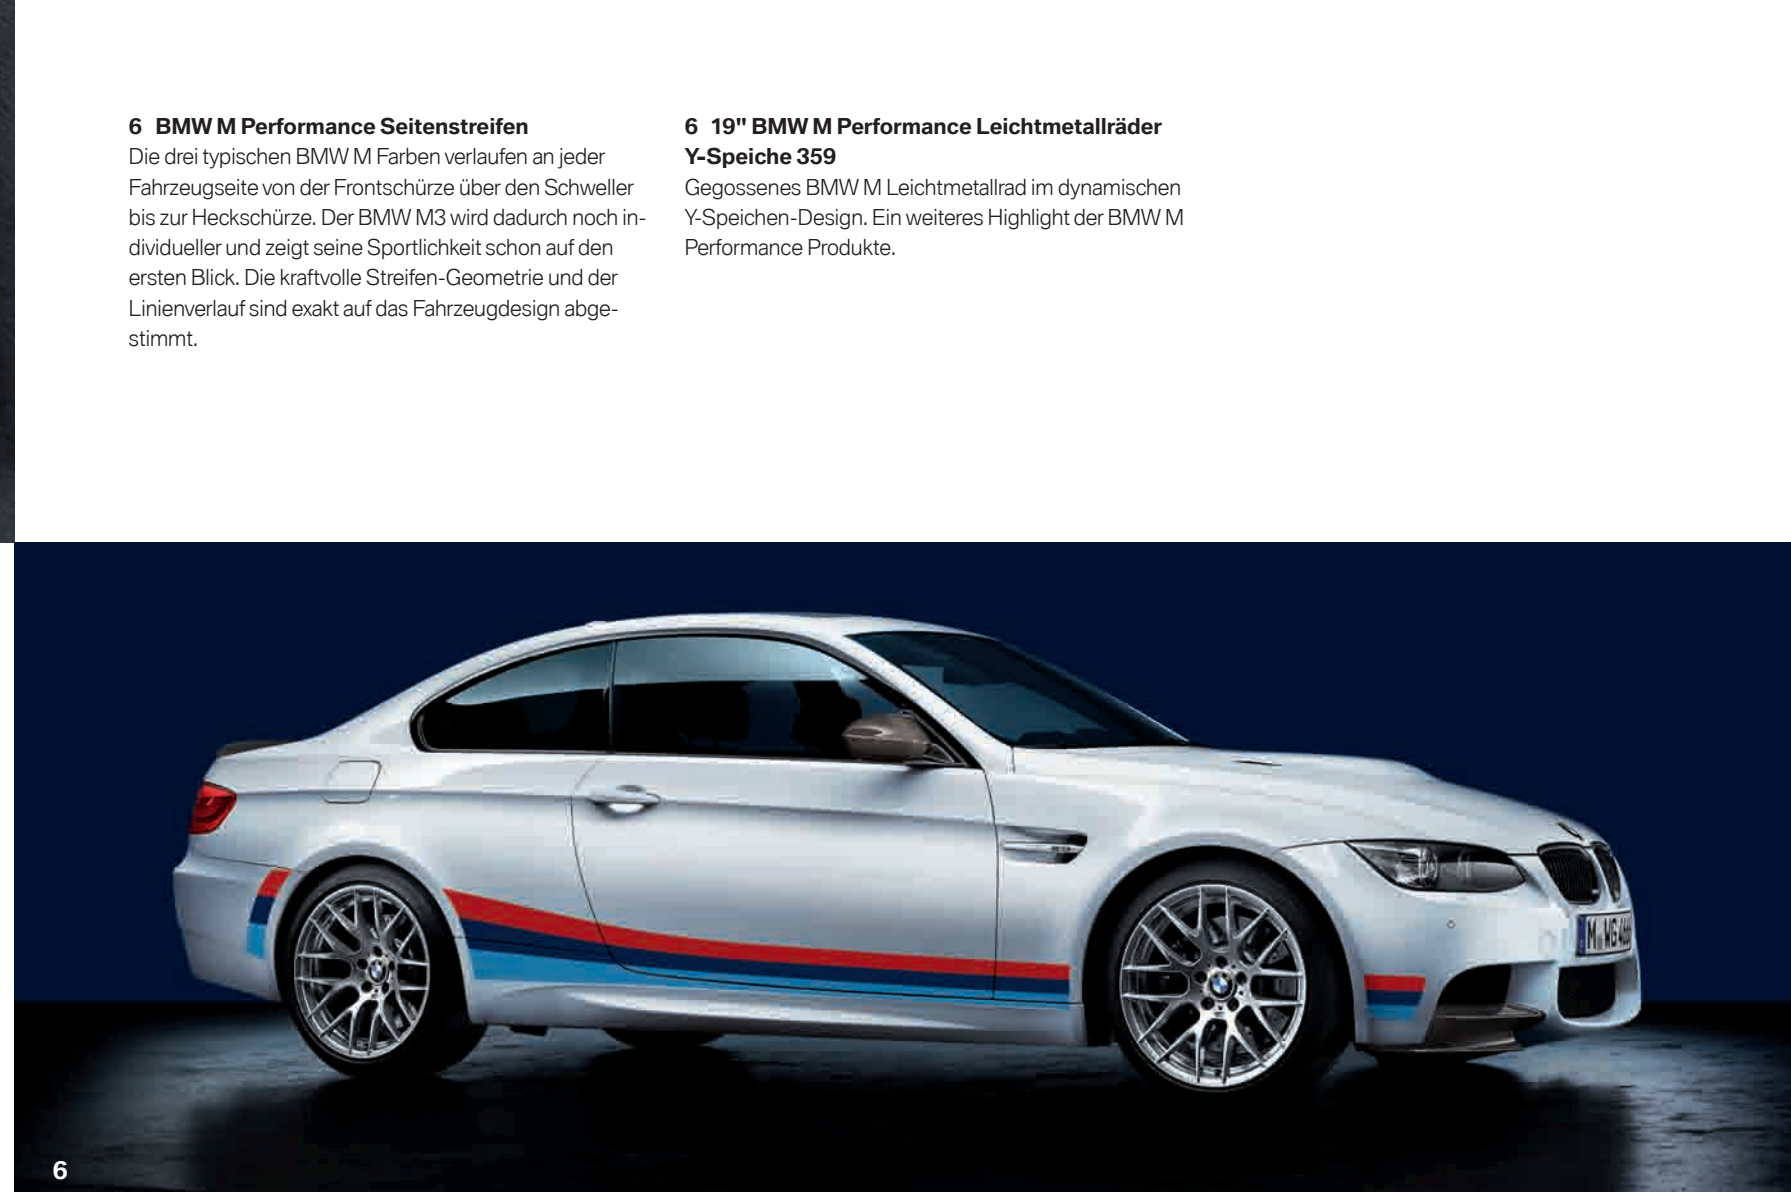 6 BMW M Performance Seitenstreifen
Die drei typischen BMW M Farben verlaufen an jeder
Fahrzeugseite von der Frontschürze über den Schweller
bis zur Heckschürze. Der BMW M3 wird dadurch noch in-
dividueller und zeigt seine Sportlichkeit schon auf den
ersten Blick. Die kraftvolle Streifen-Geometrie und der
Linienverlauf sind exakt auf das Fahrzeugdesign abge-
stimmt.
6 19" BMW M Performance Leichtmetallräder
Y-Speiche 359
Gegossenes BMW M Leichtmetallrad im dynamischen
Y-Speichen-Design. Ein weiteres Highlight der BMW M
Performance Produkte.
6